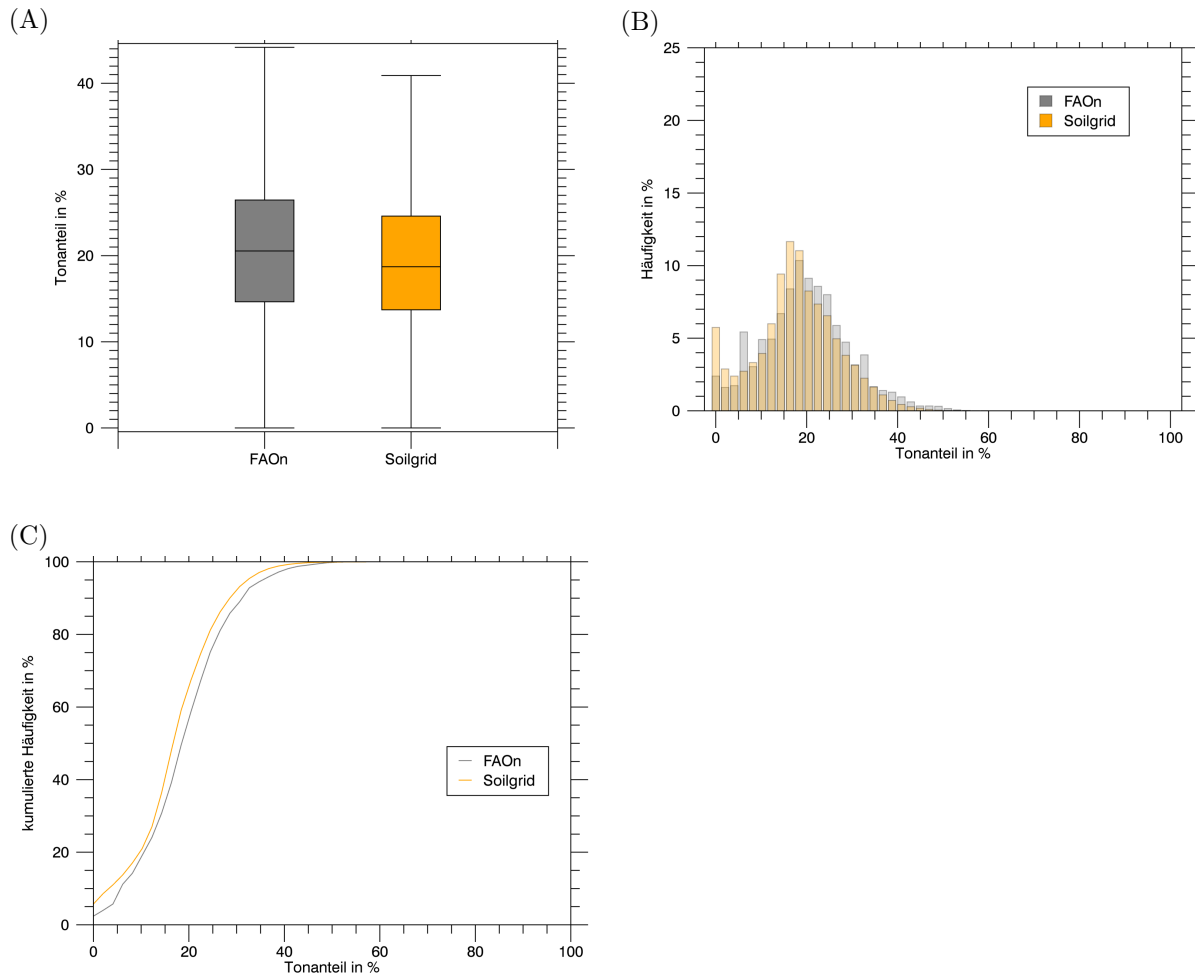 (A)
Tonanteil in %
40
30
20
10
0
FAOn
Soilgrid
(B)
Häufigkeit in %
25
20
15
10
5
0
FAOn
Soilgrid
0 20 40 60 80 100
Tonanteil in %
(C)
kumulierte Häufigkeit in %
100
80
60
40
20
0
FAOn
Soilgrid
0 20 40 60 80 100
Tonanteil in %